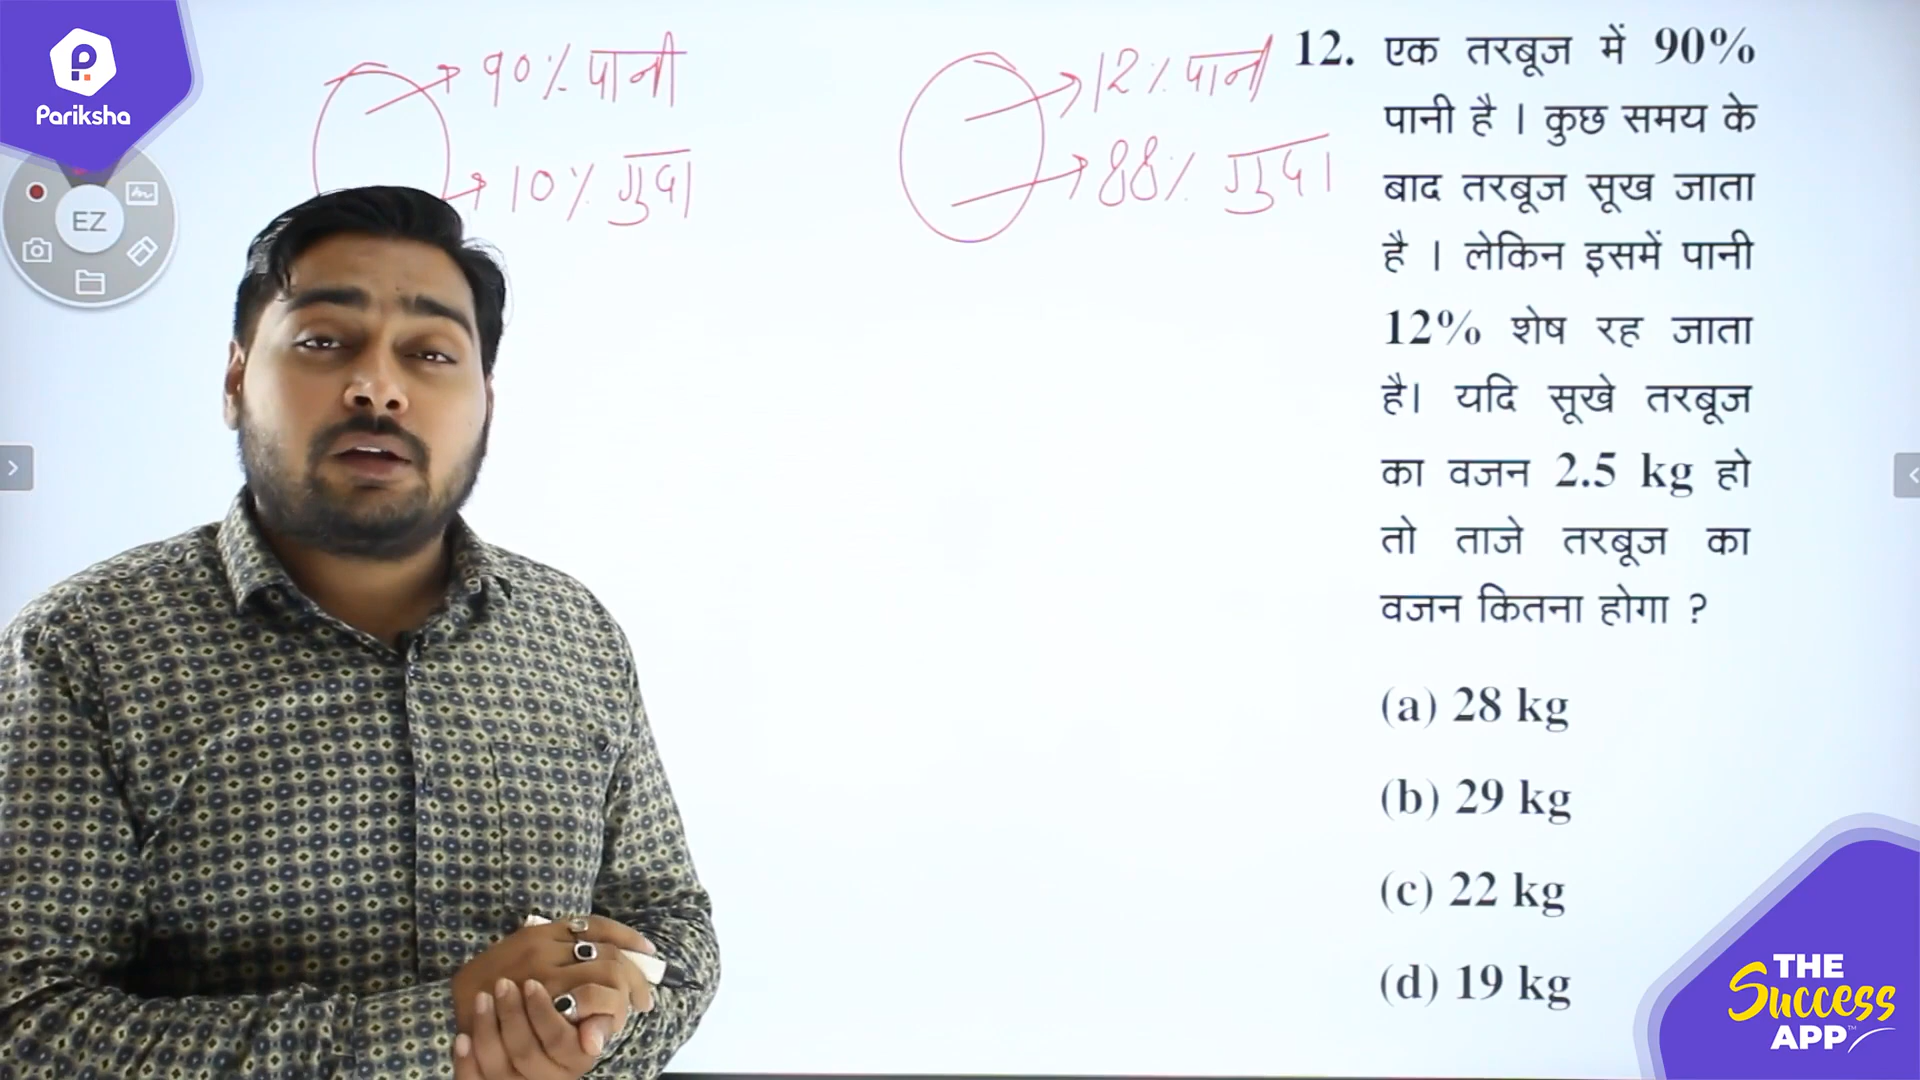 Pariksha
EZ
90% पानी
10% गुदा
12% पानी
88% गुदा
12. एक तरबूज में 90%
पानी है । कुछ समय के
बाद तरबूज सूख जाता
है । लेकिन इसमें पानी
12% शेष रह जाता
है। यदि सूखे तरबूज
का वजन 2.5 kg हो
तो ताजे तरबूज का
वजन कितना होगा ?
(a) 28 kg
(b) 29 kg
(c) 22 kg
(d) 19 kg
THE
Success
APP™